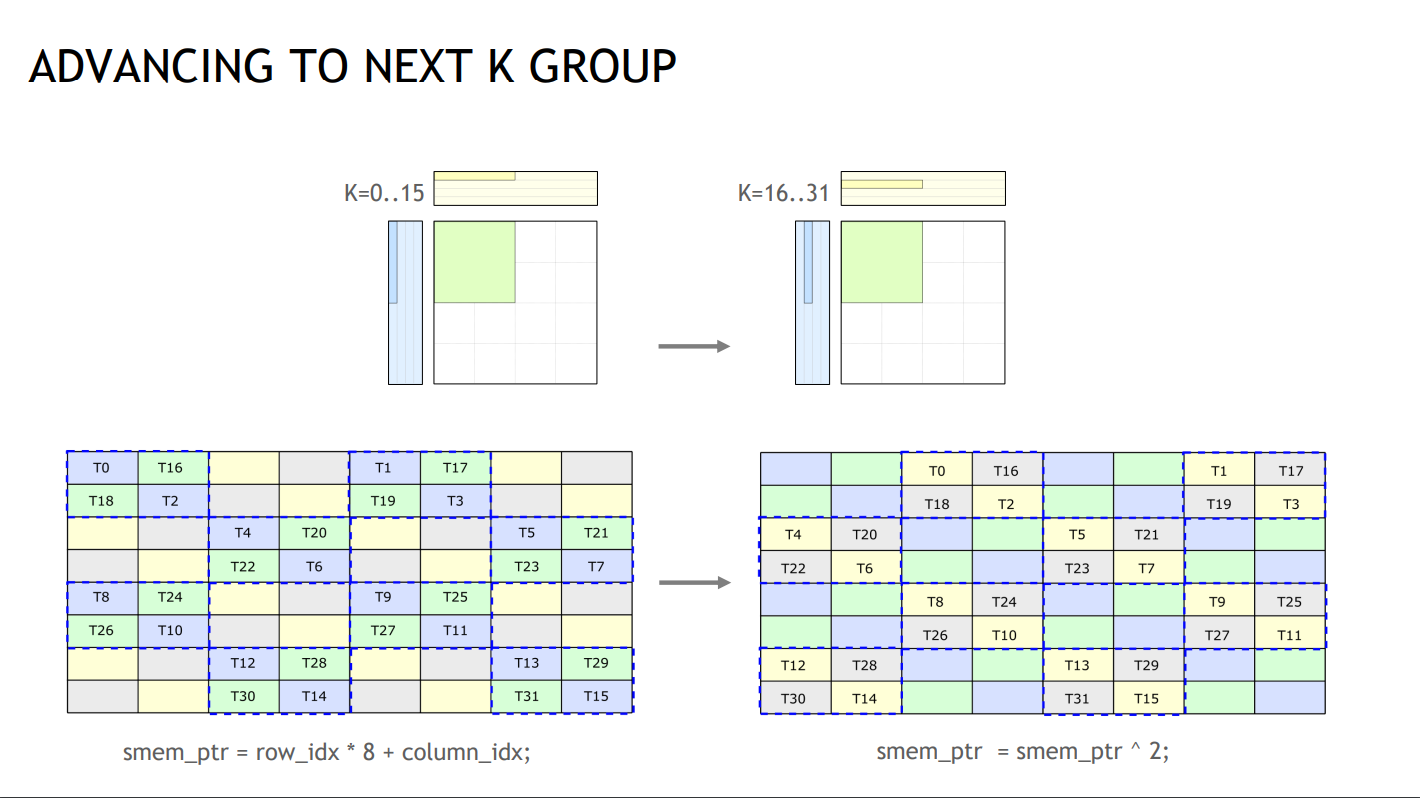 ADVANCING TO NEXT K GROUP
K=0..15
K=16..31
T0 T16 T1 T17
T18 T2 T19 T3
T4 T20 T5 T21
T22 T6 T23 T7
T8 T24 T9 T25
T26 T10 T27 T11
T12 T28 T13 T29
T30 T14 T31 T15
smem_ptr = row_idx * 8 + column_idx;
T0 T16 T1 T17
T18 T2 T19 T3
T4 T20 T5 T21
T22 T6 T23 T7
T8 T24 T9 T25
T26 T10 T27 T11
T12 T28 T13 T29
T30 T14 T31 T15
smem_ptr = smem_ptr ^ 2;